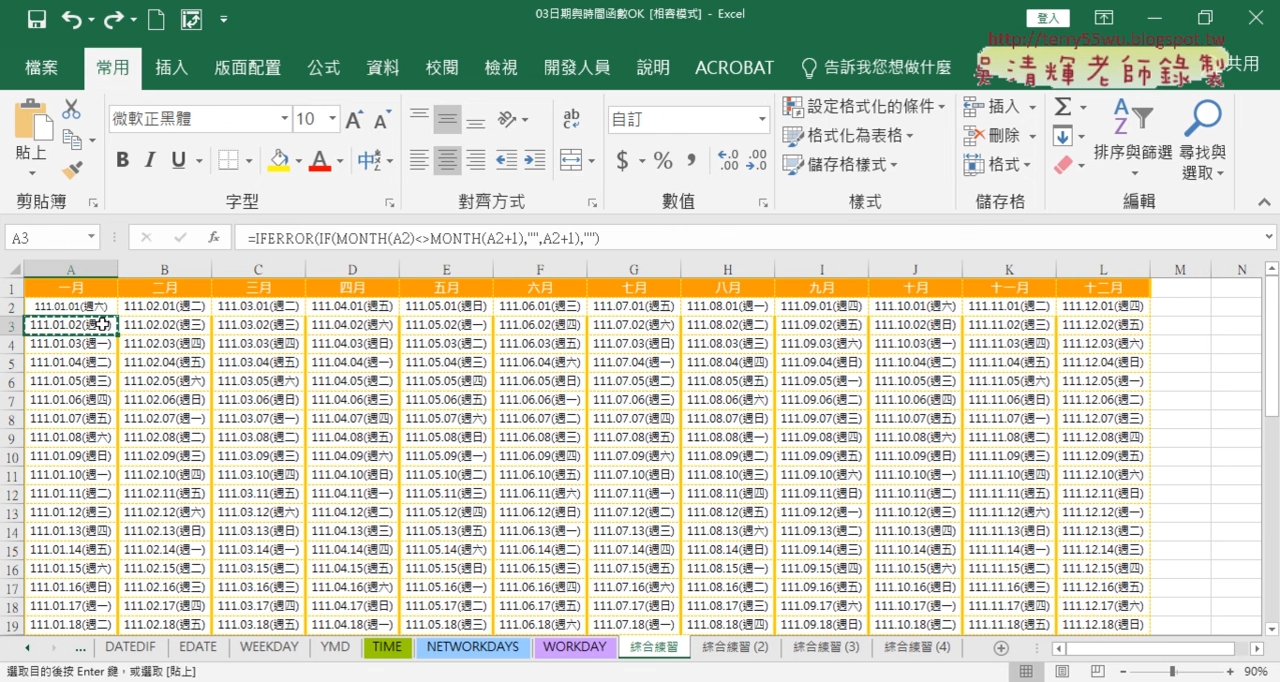 03日期與時間函數OK [相容模式] - Excel
登入
http://terry55wu.blogspot.tw
檔案 常用 插入 版面配置 公式 資料 校閱 檢視 開發人員 說明 ACROBAT 告訴我您想做什麼 共用
吳清輝老師錄製
貼上
微軟正黑體 10
自訂
設定格式化的條件
格式化為表格
儲存格樣式
插入
刪除
格式
排序與篩選
尋找與
選取
剪貼簿 字型 對齊方式 數值 樣式 儲存格 編輯
A3 =IFERROR(IF(MONTH(A2)<>MONTH(A2+1),"",A2+1),"")
A B C D E F G H I J K L M N
1 一月 二月 三月 四月 五月 六月 七月 八月 九月 十月 十一月 十二月
2 111.01.01(週六) 111.02.01(週二) 111.03.01(週二) 111.04.01(週五) 111.05.01(週日) 111.06.01(週三) 111.07.01(週五) 111.08.01(週一) 111.09.01(週四) 111.10.01(週六) 111.11.01(週二) 111.12.01(週四)
3 111.01.02(週 111.02.02(週三) 111.03.02(週三) 111.04.02(週六) 111.05.02(週一) 111.06.02(週四) 111.07.02(週六) 111.08.02(週二) 111.09.02(週五) 111.10.02(週日) 111.11.02(週三) 111.12.02(週五)
4 111.01.03(週一) 111.02.03(週四) 111.03.03(週四) 111.04.03(週日) 111.05.03(週二) 111.06.03(週五) 111.07.03(週日) 111.08.03(週三) 111.09.03(週六) 111.10.03(週一) 111.11.03(週四) 111.12.03(週六)
5 111.01.04(週二) 111.02.04(週五) 111.03.04(週五) 111.04.04(週一) 111.05.04(週三) 111.06.04(週六) 111.07.04(週一) 111.08.04(週四) 111.09.04(週日) 111.10.04(週二) 111.11.04(週五) 111.12.04(週日)
6 111.01.05(週三) 111.02.05(週六) 111.03.05(週六) 111.04.05(週二) 111.05.05(週四) 111.06.05(週日) 111.07.05(週二) 111.08.05(週五) 111.09.05(週一) 111.10.05(週三) 111.11.05(週六) 111.12.05(週一)
7 111.01.06(週四) 111.02.06(週日) 111.03.06(週日) 111.04.06(週三) 111.05.06(週五) 111.06.06(週一) 111.07.06(週三) 111.08.06(週六) 111.09.06(週二) 111.10.06(週四) 111.11.06(週日) 111.12.06(週二)
8 111.01.07(週五) 111.02.07(週一) 111.03.07(週一) 111.04.07(週四) 111.05.07(週六) 111.06.07(週二) 111.07.07(週四) 111.08.07(週日) 111.09.07(週三) 111.10.07(週五) 111.11.07(週一) 111.12.07(週三)
9 111.01.08(週六) 111.02.08(週二) 111.03.08(週二) 111.04.08(週五) 111.05.08(週日) 111.06.08(週三) 111.07.08(週五) 111.08.08(週一) 111.09.08(週四) 111.10.08(週六) 111.11.08(週二) 111.12.08(週四)
10 111.01.09(週日) 111.02.09(週三) 111.03.09(週三) 111.04.09(週六) 111.05.09(週一) 111.06.09(週四) 111.07.09(週六) 111.08.09(週二) 111.09.09(週五) 111.10.09(週日) 111.11.09(週三) 111.12.09(週五)
11 111.01.10(週一) 111.02.10(週四) 111.03.10(週四) 111.04.10(週日) 111.05.10(週二) 111.06.10(週五) 111.07.10(週日) 111.08.10(週三) 111.09.10(週六) 111.10.10(週一) 111.11.10(週四) 111.12.10(週六)
12 111.01.11(週二) 111.02.11(週五) 111.03.11(週五) 111.04.11(週一) 111.05.11(週三) 111.06.11(週六) 111.07.11(週一) 111.08.11(週四) 111.09.11(週日) 111.10.11(週二) 111.11.11(週五) 111.12.11(週日)
13 111.01.12(週三) 111.02.12(週六) 111.03.12(週六) 111.04.12(週二) 111.05.12(週四) 111.06.12(週日) 111.07.12(週二) 111.08.12(週五) 111.09.12(週一) 111.10.12(週三) 111.11.12(週六) 111.12.12(週一)
14 111.01.13(週四) 111.02.13(週日) 111.03.13(週日) 111.04.13(週三) 111.05.13(週五) 111.06.13(週一) 111.07.13(週三) 111.08.13(週六) 111.09.13(週二) 111.10.13(週四) 111.11.13(週日) 111.12.13(週二)
15 111.01.14(週五) 111.02.14(週一) 111.03.14(週一) 111.04.14(週四) 111.05.14(週六) 111.06.14(週二) 111.07.14(週四) 111.08.14(週日) 111.09.14(週三) 111.10.14(週五) 111.11.14(週一) 111.12.14(週三)
16 111.01.15(週六) 111.02.15(週二) 111.03.15(週二) 111.04.15(週五) 111.05.15(週日) 111.06.15(週三) 111.07.15(週五) 111.08.15(週一) 111.09.15(週四) 111.10.15(週六) 111.11.15(週二) 111.12.15(週四)
17 111.01.16(週日) 111.02.16(週三) 111.03.16(週三) 111.04.16(週六) 111.05.16(週一) 111.06.16(週四) 111.07.16(週六) 111.08.16(週二) 111.09.16(週五) 111.10.16(週日) 111.11.16(週三) 111.12.16(週五)
18 111.01.17(週一) 111.02.17(週四) 111.03.17(週四) 111.04.17(週日) 111.05.17(週二) 111.06.17(週五) 111.07.17(週日) 111.08.17(週三) 111.09.17(週六) 111.10.17(週一) 111.11.17(週四) 111.12.17(週六)
19 111.01.18(週二) 111.02.18(週五) 111.03.18(週五) 111.04.18(週一) 111.05.18(週三) 111.06.18(週六) 111.07.18(週一) 111.08.18(週四) 111.09.18(週日) 111.10.18(週二) 111.11.18(週五) 111.12.18(週日)
... DATEDIF EDATE WEEKDAY YMD TIME NETWORKDAYS WORKDAY 綜合練習 綜合練習 (2) 綜合練習 (3) 綜合練習 (4)
選取目的後按 Enter 鍵，或選取 [貼上] 90%